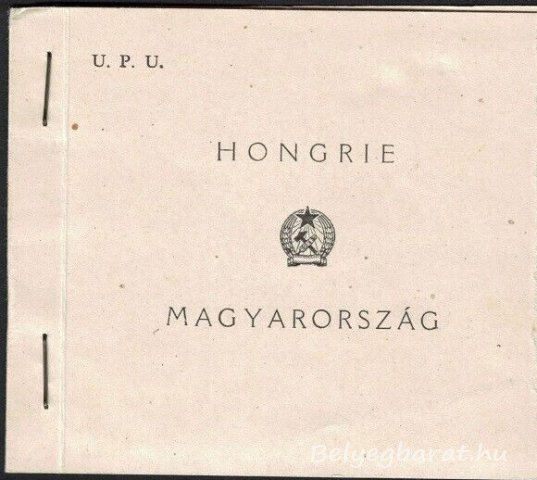 U. P. U.
HONGRIE
MAGYARORSZÁG
Belyegbarat.hu